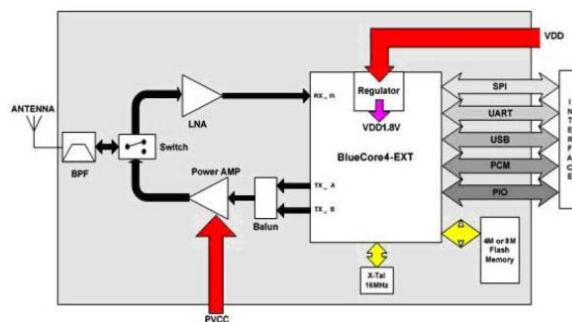 VDD
ANTENNA
LNA
RX_ In
Regulator
VDD1.8V
SPI
UART
USB
PCM
PIO
INTERFACE
BPF
Switch
BlueCore4-EXT
Power AMP
TX_ A
TX_ B
Balun
X-Tal
16MHz
4M or 8M
Flash
Memory
PVCC